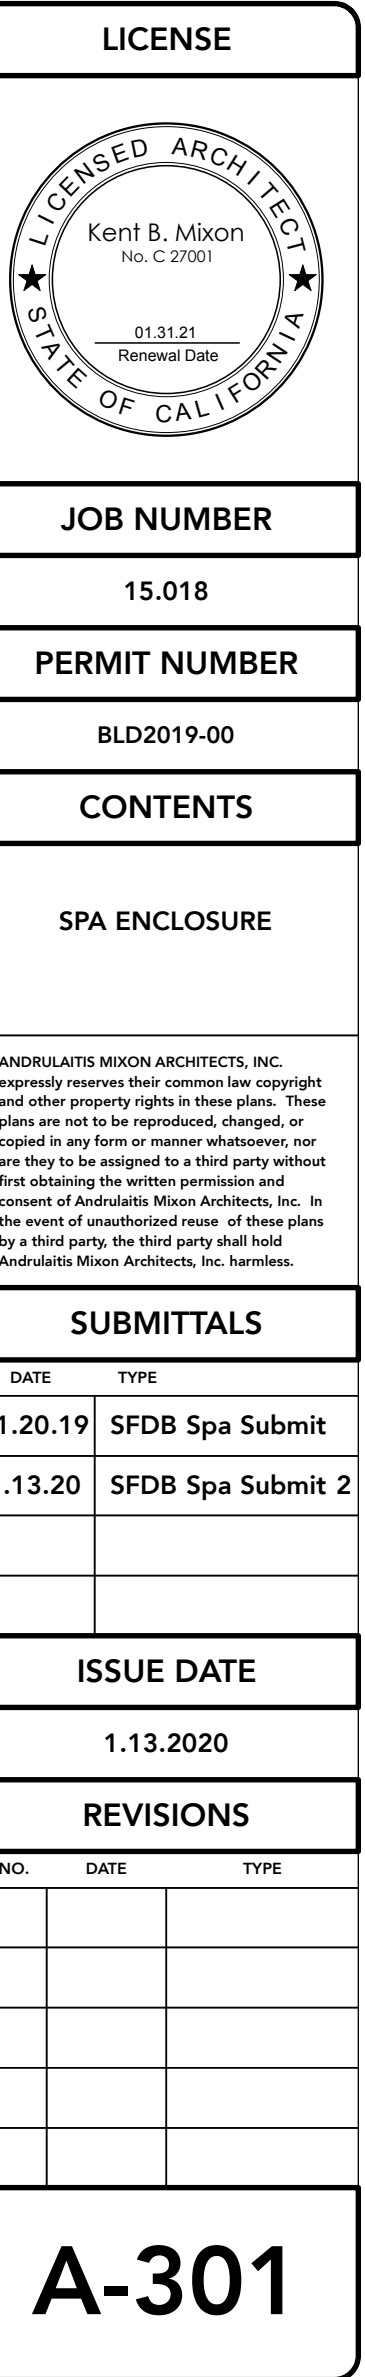 LICENSE
LICENSED ARCHITECT
Kent B. Mixon
No. C 27001
01.31.21
Renewal Date
STATE OF CALIFORNIA
JOB NUMBER
15.018
PERMIT NUMBER
BLD2019-00
CONTENTS
SPA ENCLOSURE
ANDRULAITIS MIXON ARCHITECTS, INC.
expressly reserves their common law copyright
and other property rights in these plans. These
plans are not to be reproduced, changed, or
copied in any form or manner whatsoever, nor
are they to be assigned to a third party without
first obtaining the written permission and
consent of Andrulaitis Mixon Architects, Inc. In
the event of unauthorized reuse of these plans
by a third party, the third party shall hold
Andrulaitis Mixon Architects, Inc. harmless.
SUBMITTALS
DATE TYPE
1.20.19 SFDB Spa Submit
.13.20 SFDB Spa Submit 2
ISSUE DATE
1.13.2020
REVISIONS
NO. DATE TYPE
A-301